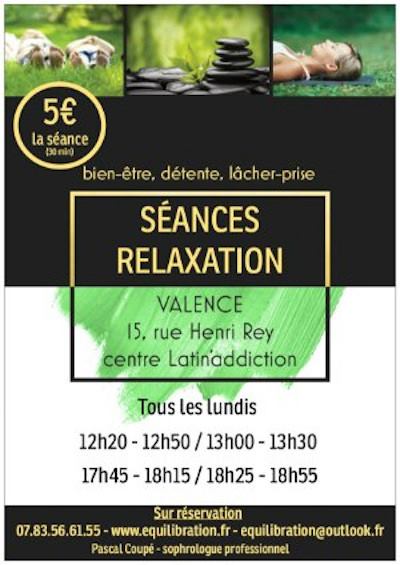 5€
la séance
(30 min)
bien-être, détente, lâcher-prise
SÉANCES
RELAXATION
VALENCE
15, rue Henri Rey
centre Latin'addiction
Tous les lundis
12h20 - 12h50 / 13h00 - 13h30
17h45 - 18h15 / 18h25 - 18h55
Sur réservation
07.83.56.61.55 - www.equilibration.fr - equilibration@outlook.fr
Pascal Coupé - sophrologue professionnel